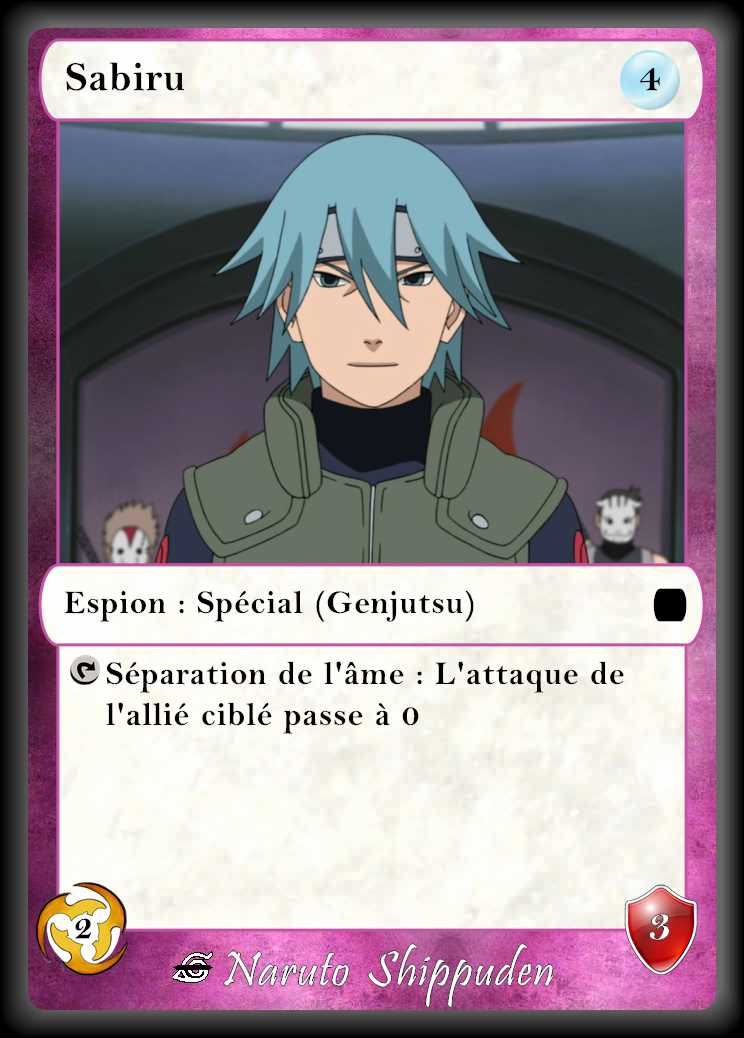 Sabiru
4
Espion : Spécial (Genjutsu)
Séparation de l'âme : L'attaque de
l'allié ciblé passe à 0
2
3
Naruto Shippuden